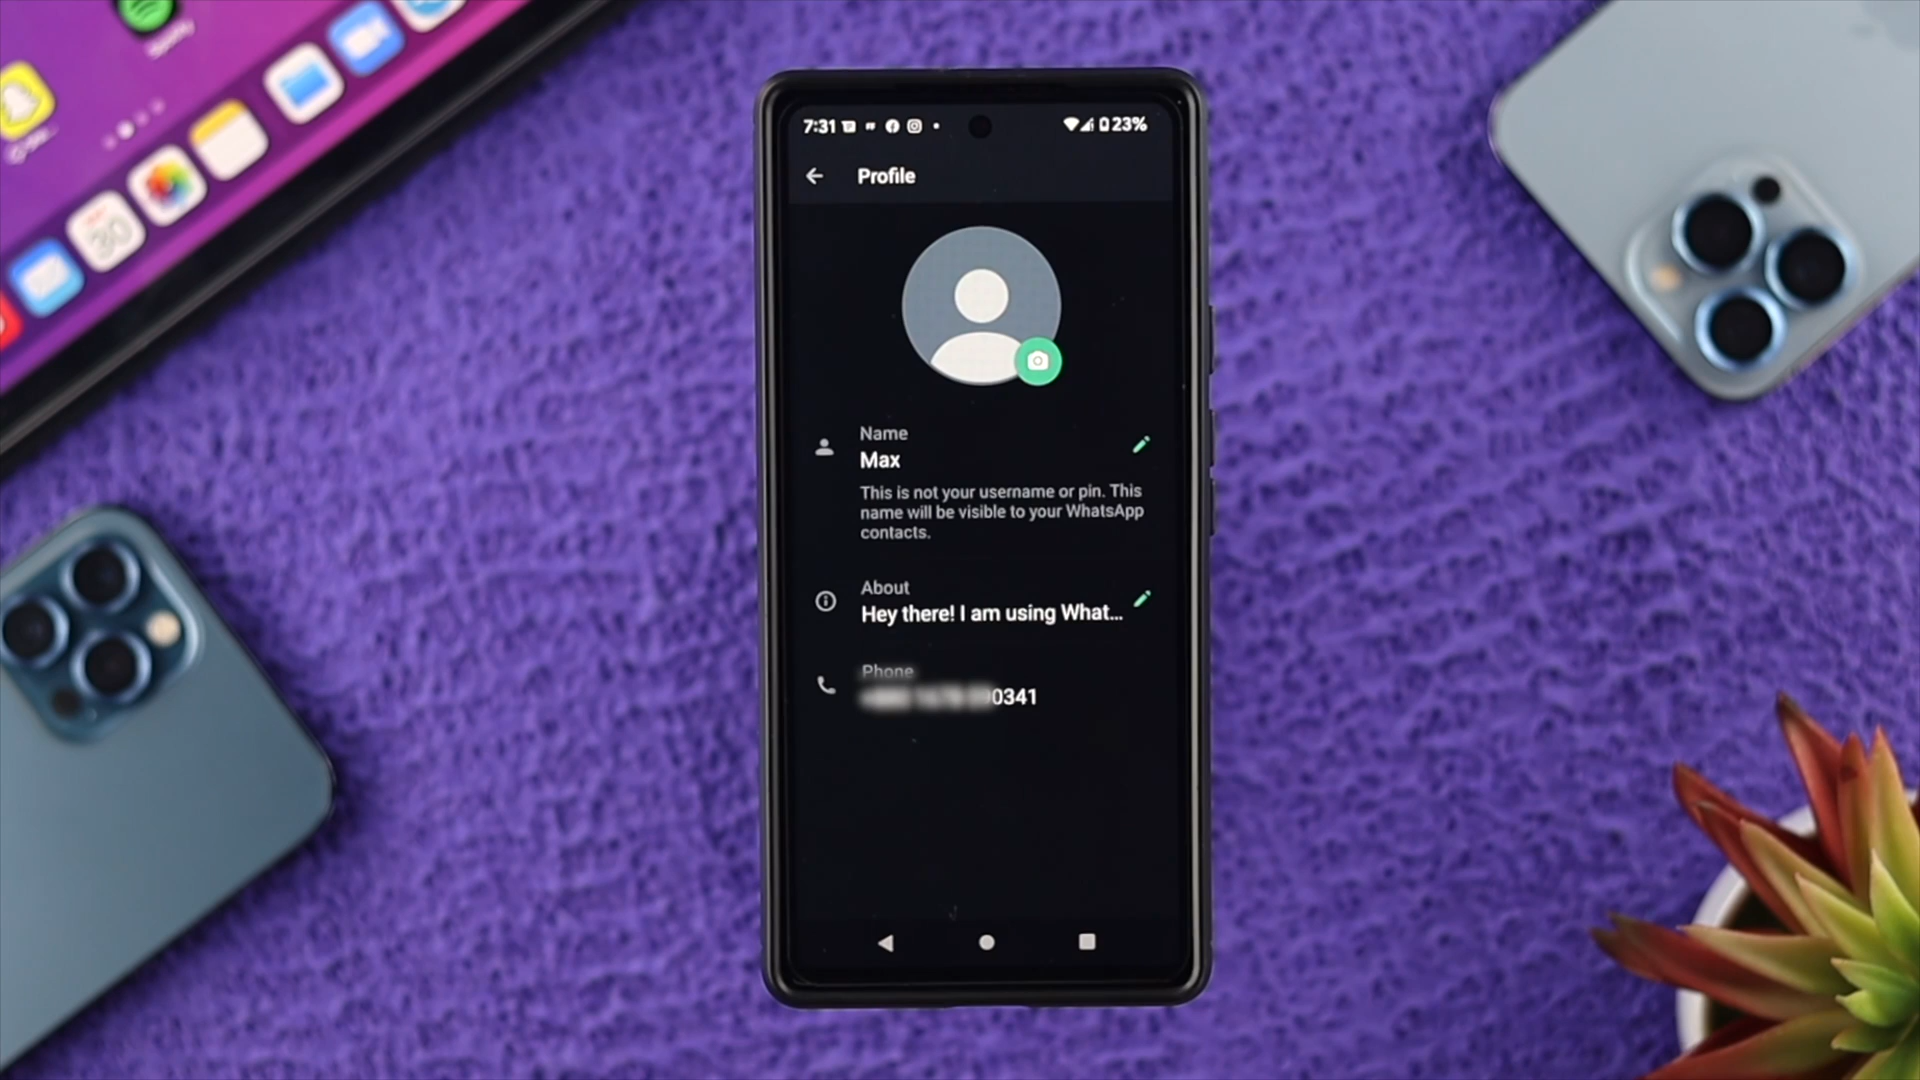 7:31
23%
Profile
Name
Max
This is not your username or pin. This
name will be visible to your WhatsApp
contacts.
About
Hey there! I am using What...
Phone
0341
30